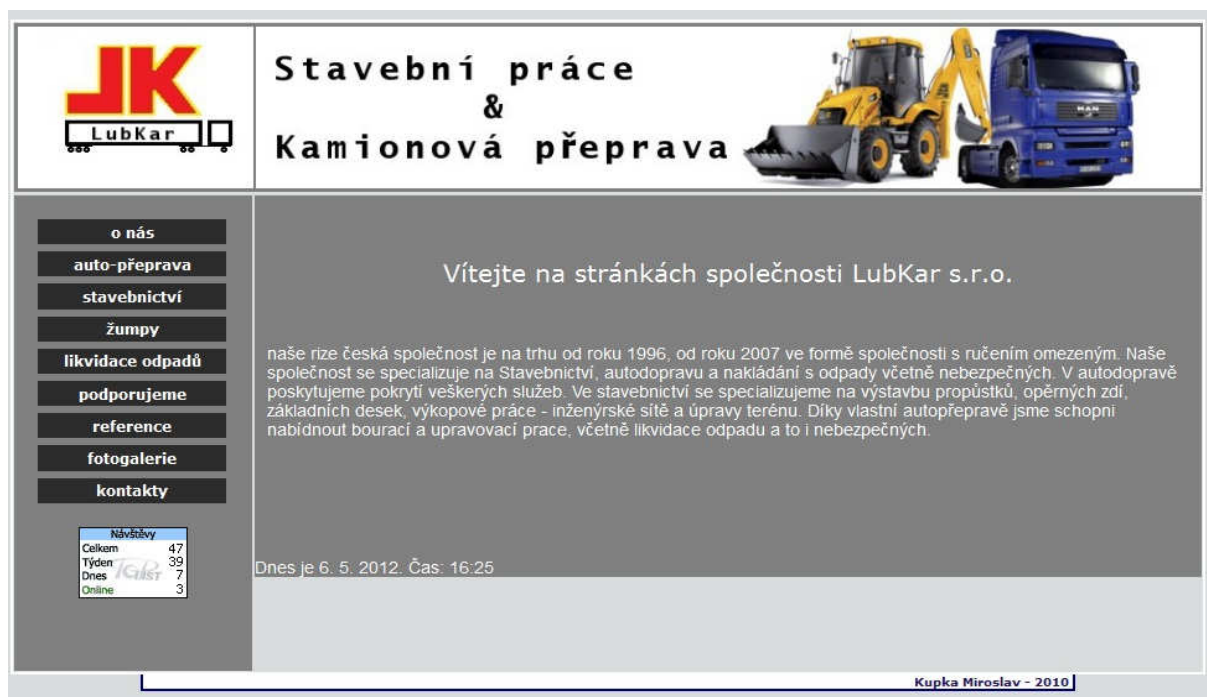 JK
LubKar
Stavební práce
&
Kamionová přeprava
MAN
o nás
auto-přeprava
stavebnictví
žumpy
likvidace odpadů
podporujeme
reference
fotogalerie
kontakty
Návštěvy
Celkem 47
Týden 39
Dnes 7
Online 3
TOPlist
Vítejte na stránkách společnosti LubKar s.r.o.
naše rize česká společnost je na trhu od roku 1996, od roku 2007 ve formě společnosti s ručením omezeným. Naše
společnost se specializuje na Stavebnictví, autodopravu a nakládání s odpady včetně nebezpečných. V autodopravě
poskytujeme pokrytí veškerých služeb. Ve stavebnictví se specializujeme na výstavbu propůstků, opěrných zdí,
základních desek, výkopové práce - inženýrské sítě a úpravy terénu. Díky vlastní autopřepravě jsme schopni
nabídnout bourací a upravovací prace, včetně likvidace odpadu a to i nebezpečných.
Dnes je 6. 5. 2012. Čas: 16:25
Kupka Miroslav - 2010